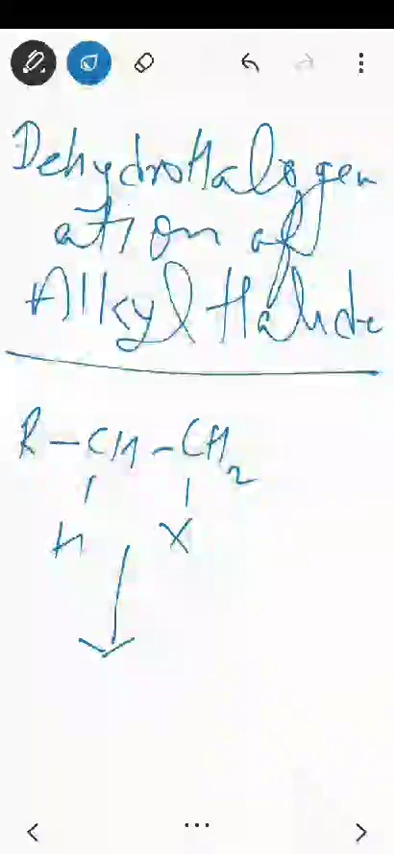 DehydroHalogen
ation of
Alkyl Halide
R - CH - CH2
H X